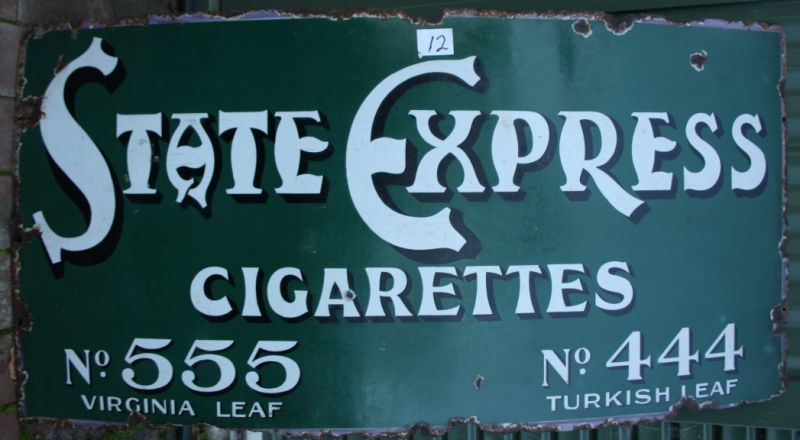 12
STATE EXPRESS
CIGARETTES
Nº 555 Nº 444
VIRGINIA LEAF TURKISH LEAF